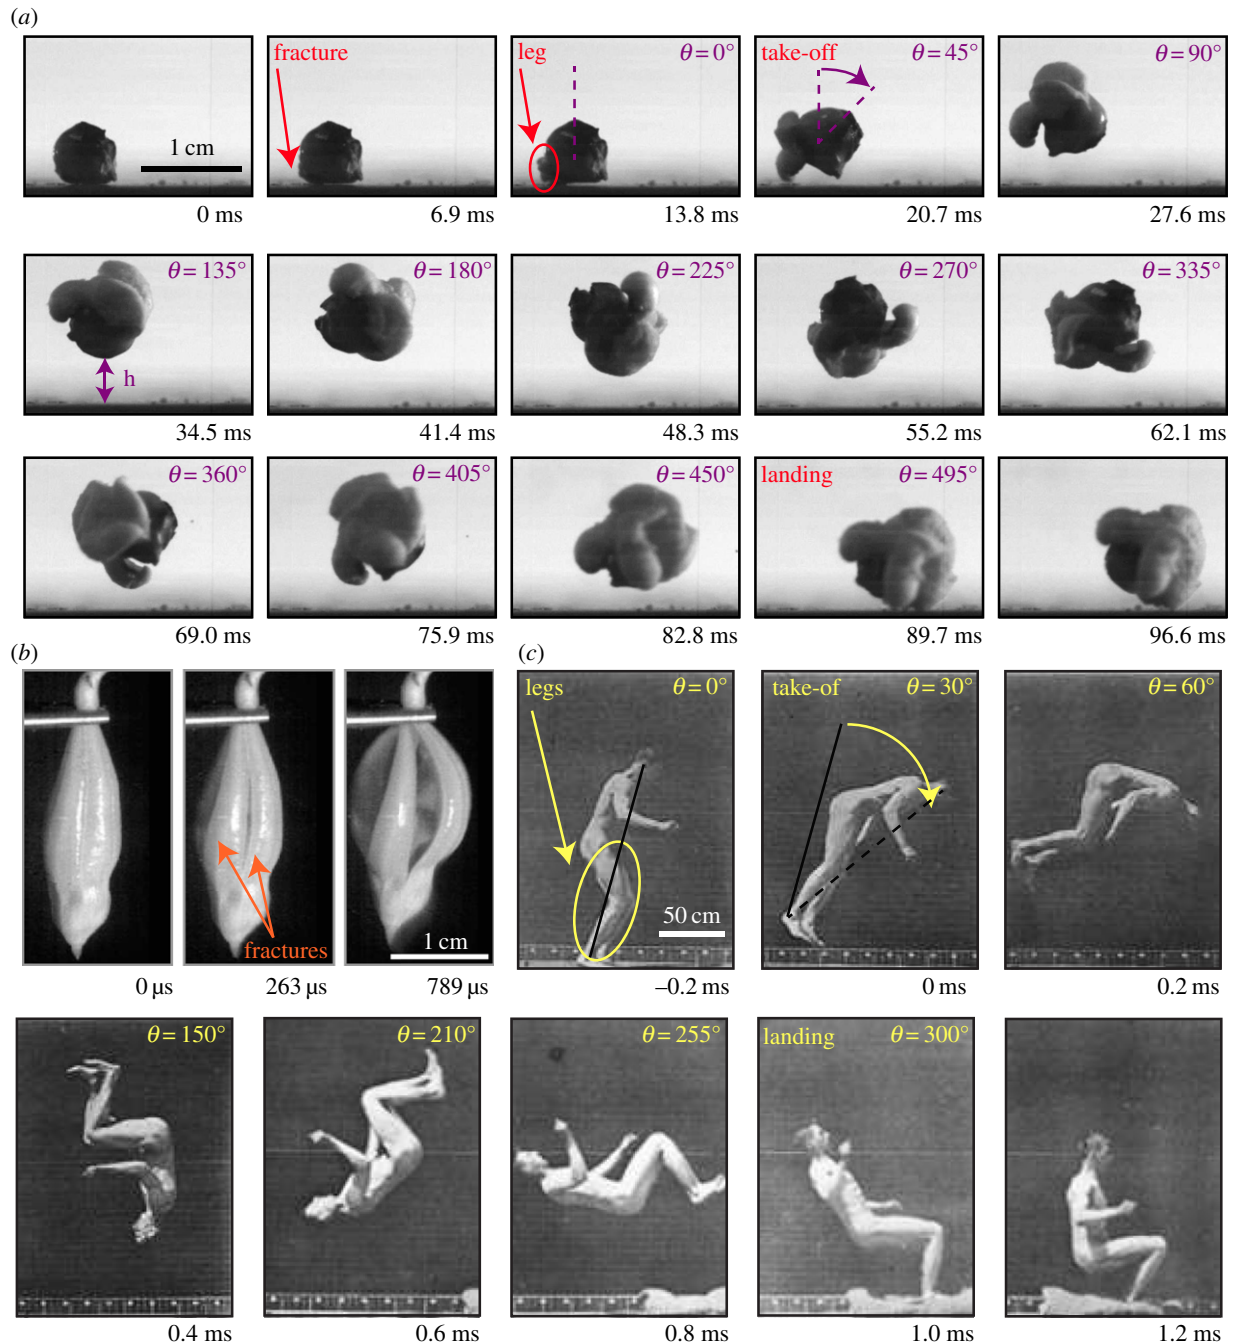 (a)
fracture
leg
θ = 0°
take-off
θ = 45°
θ = 90°
1 cm
0 ms
6.9 ms
13.8 ms
20.7 ms
27.6 ms
θ = 135°
θ = 180°
θ = 225°
θ = 270°
θ = 335°
h
34.5 ms
41.4 ms
48.3 ms
55.2 ms
62.1 ms
θ = 360°
θ = 405°
θ = 450°
landing
θ = 495°
69.0 ms
75.9 ms
82.8 ms
89.7 ms
96.6 ms
(b)
fractures
1 cm
0 µs
263 µs
789 µs
(c)
legs
θ = 0°
take-of
θ = 30°
θ = 60°
50 cm
–0.2 ms
0 ms
0.2 ms
θ = 150°
θ = 210°
θ = 255°
landing
θ = 300°
0.4 ms
0.6 ms
0.8 ms
1.0 ms
1.2 ms